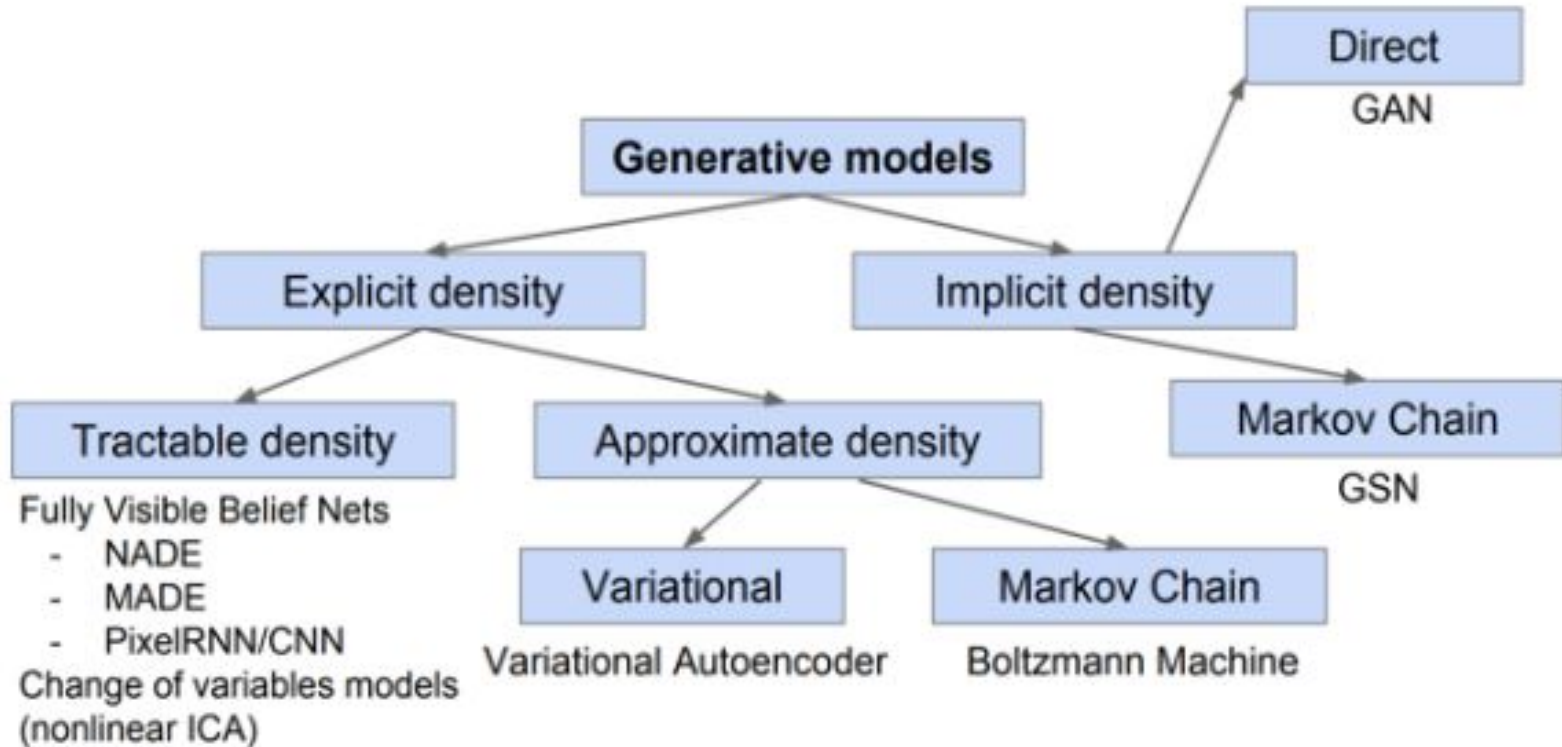 Direct
GAN
Generative models
Explicit density
Implicit density
Tractable density
Approximate density
Markov Chain
GSN
Fully Visible Belief Nets
- NADE
- MADE
- PixelRNN/CNN
Change of variables models
(nonlinear ICA)
Variational
Markov Chain
Variational Autoencoder
Boltzmann Machine